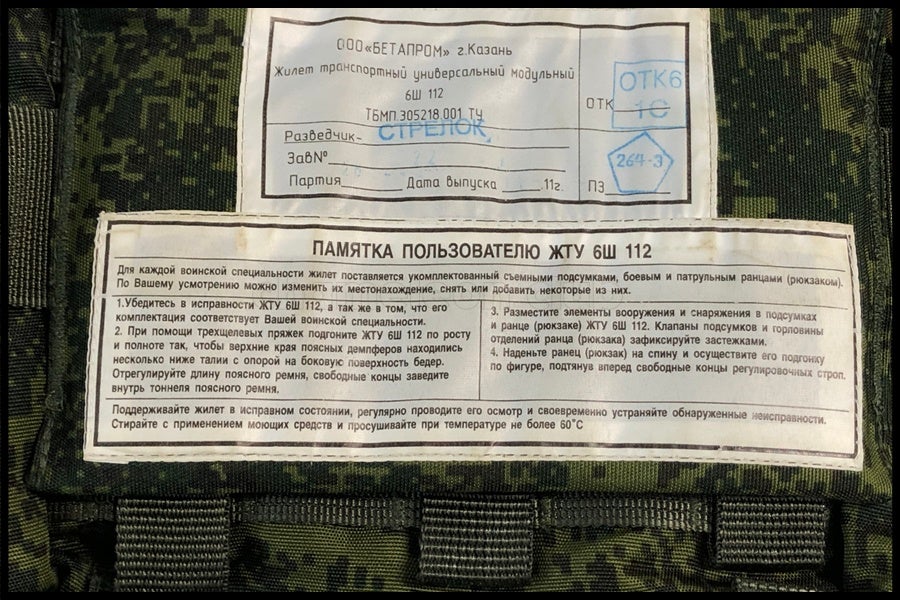 ООО«БЕТАПРОМ» г.Казань
Жилет транспортный универсальный модульный
6Ш 112
ТБМП.305218.001 ТУ
Разведчик- СТРЕЛОК
Зав№
Партия Дата выпуска .11г.
ОТК6
ОТК 1С
264-З
ПЗ
ПАМЯТКА ПОЛЬЗОВАТЕЛЮ ЖТУ 6Ш 112
Для каждой воинской специальности жилет поставляется укомплектованный съемными подсумками, боевым и патрульным ранцами (рюкзаком).
По Вашему усмотрению можно изменить их местонахождение, снять или добавить некоторые из них.
1.Убедитесь в исправности ЖТУ 6Ш 112, а так же в том, что его
комплектация соответствует Вашей воинской специальности.
2. При помощи трехщелевых пряжек подгоните ЖТУ 6Ш 112 по росту
и полноте так, чтобы верхние края поясных демпферов находились
несколько ниже талии с опорой на боковую поверхность бедер.
Отрегулируйте длину поясного ремня, свободные концы заведите
внутрь тоннеля поясного ремня.
3. Разместите элементы вооружения и снаряжения в подсумках
и ранце (рюкзаке) ЖТУ 6Ш 112. Клапаны подсумков и горловины
отделений ранца (рюкзака) зафиксируйте застежками.
4. Наденьте ранец (рюкзак) на спину и осуществите его подгонку
по фигуре, подтянув вперед свободные концы регулировочных строп.
Поддерживайте жилет в исправном состоянии, регулярно проводите его осмотр и своевременно устраняйте обнаруженные неисправности.
Стирайте с применением моющих средств и просушивайте при температуре не более 60°С